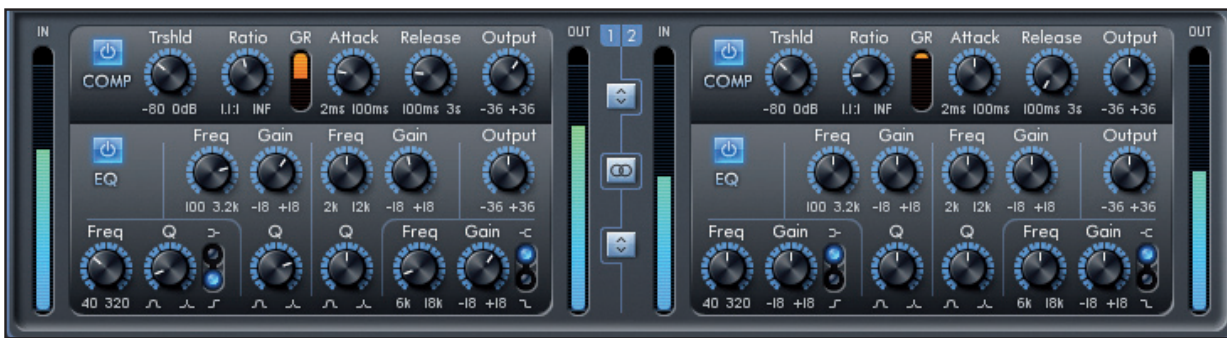 IN OUT 1 2 IN OUT
Trshld Ratio GR Attack Release Output
COMP
-80 0dB 1.1:1 INF 2ms 100ms 100ms 3s -36 +36
Freq Gain Freq Gain Output
EQ
100 3.2k -18 +18 2k 12k -18 +18 -36 +36
Freq Q Q Q Freq Gain
40 320 6k 18k -18 +18
Trshld Ratio GR Attack Release Output
COMP
-80 0dB 1.1:1 INF 2ms 100ms 100ms 3s -36 +36
Freq Gain Freq Gain Output
EQ
100 3.2k -18 +18 2k 12k -18 +18 -36 +36
Freq Gain Q Q Freq Gain
40 320 -18 +18 6k 18k -18 +18